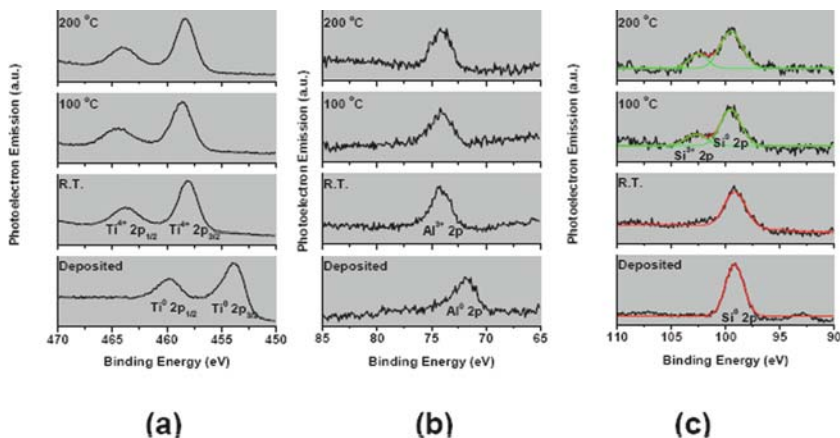 Photoelectron Emission (a.u.)
200 °C
100 °C
R.T.
Ti⁴⁺ 2p₁/₂ Ti⁴⁺ 2p₃/₂
Deposited
Ti⁰ 2p₁/₂ Ti⁰ 2p₃/₂
470 465 460 455 450
Binding Energy (eV)
(a)
Photoelectron Emission (a.u.)
200 °C
100 °C
R.T.
Al³⁺ 2p
Deposited
Al⁰ 2p
85 80 75 70 65
Binding Energy (eV)
(b)
Photoelectron Emission (a.u.)
200 °C
100 °C
Si³⁺ 2p Si⁰ 2p
R.T.
Deposited
Si⁰ 2p
110 105 100 95 90
Binding Energy (eV)
(c)